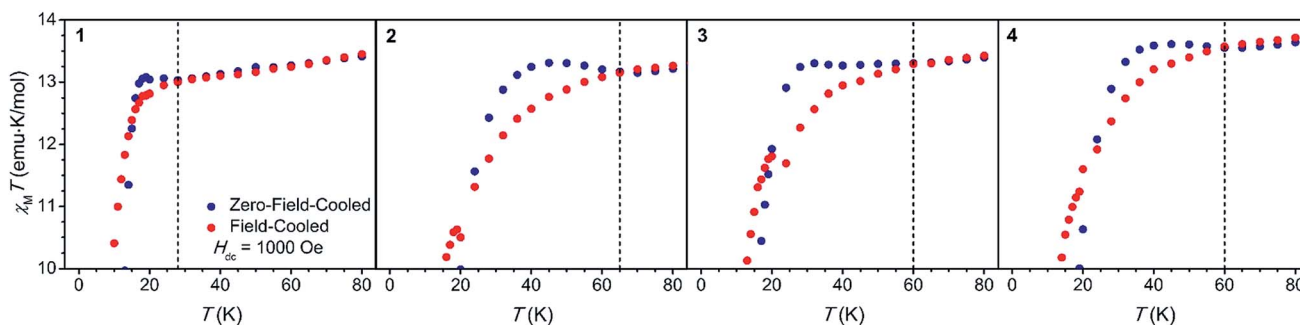 1 2 3 4
14
13
12
11
10
χ_M T (emu·K/mol)
Zero-Field-Cooled
Field-Cooled
H_dc = 1000 Oe
0 20 40 60 80 0 20 40 60 80 0 20 40 60 80 0 20 40 60 80
T (K) T (K) T (K) T (K)